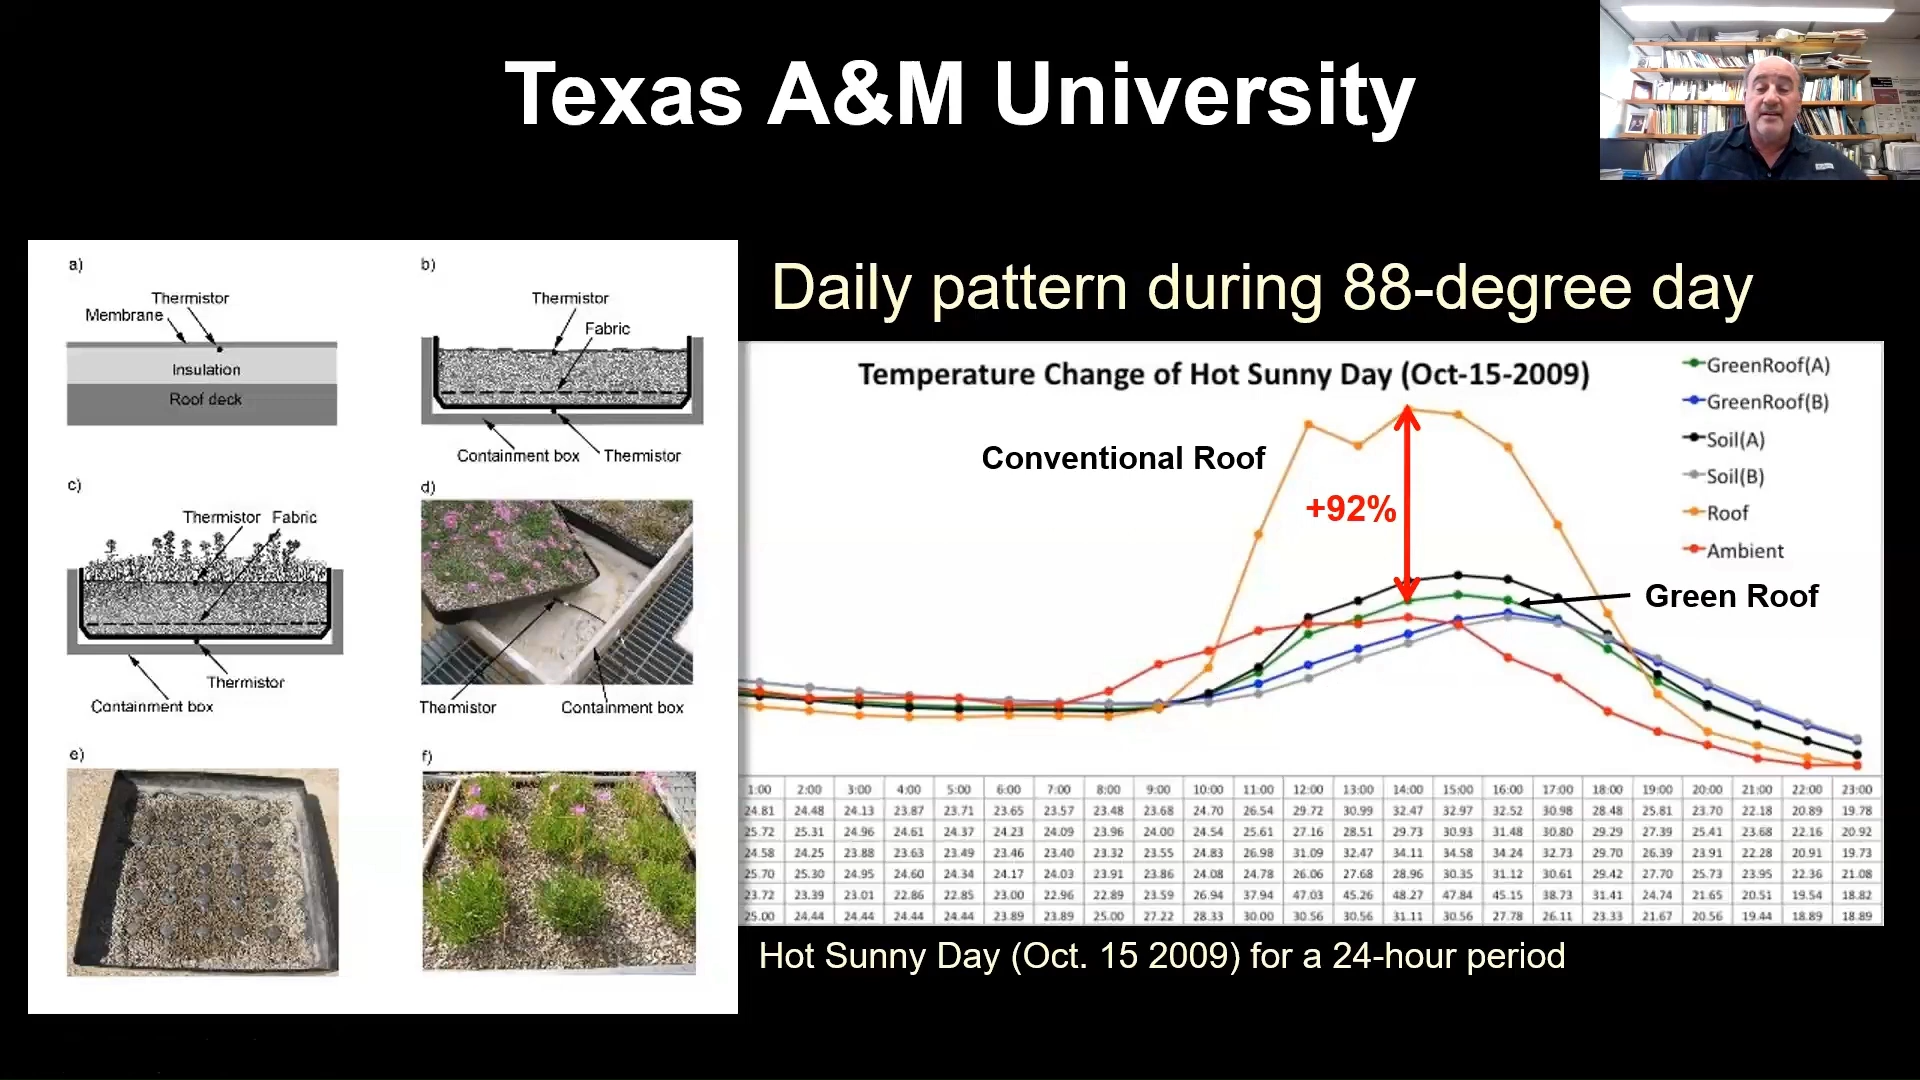 Texas A&M University
a)
Thermistor
Membrane
Insulation
Roof deck
b)
Thermistor
Fabric
Containment box Thermistor
c)
Thermistor Fabric
Thermistor
Containment box
d)
Thermistor Containment box
e)
f)
Daily pattern during 88-degree day
Temperature Change of Hot Sunny Day (Oct-15-2009)
GreenRoof(A)
GreenRoof(B)
Soil(A)
Soil(B)
Roof
Ambient
Conventional Roof
+92%
Green Roof
1:00 2:00 3:00 4:00 5:00 6:00 7:00 8:00 9:00 10:00 11:00 12:00 13:00 14:00 15:00 16:00 17:00 18:00 19:00 20:00 21:00 22:00 23:00
24.81 24.48 24.13 23.87 23.71 23.65 23.57 23.48 23.68 24.70 26.54 29.72 30.99 32.47 32.97 32.52 30.98 28.48 25.81 23.70 22.18 20.89 19.78
25.72 25.31 24.96 24.61 24.37 24.23 24.09 23.96 24.00 24.54 25.61 27.16 28.51 29.73 30.93 31.48 30.80 29.29 27.39 25.41 23.68 22.16 20.92
24.58 24.25 23.88 23.63 23.49 23.46 23.40 23.32 23.55 24.83 26.98 31.09 32.47 34.11 34.58 34.24 32.73 29.70 26.39 23.91 22.28 20.91 19.73
25.70 25.30 24.95 24.60 24.34 24.17 24.03 23.91 23.86 24.08 24.78 26.06 27.68 28.96 30.35 31.12 30.61 29.42 27.70 25.73 23.95 22.36 21.08
23.72 23.39 23.01 22.86 22.85 23.00 22.96 22.89 23.59 26.94 37.94 47.03 45.26 48.27 47.84 45.15 38.73 31.41 24.74 21.65 20.51 19.54 18.82
25.00 24.44 24.44 24.44 24.44 23.89 23.89 25.00 27.22 28.33 30.00 30.56 30.56 31.11 30.56 27.78 26.11 23.33 21.67 20.56 19.44 18.89 18.89
Hot Sunny Day (Oct. 15 2009) for a 24-hour period